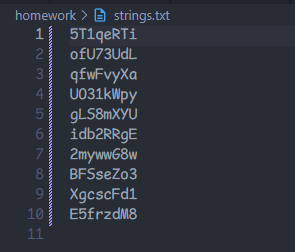 homework > strings.txt
1 5T1qeRTi
2 ofU73UdL
3 qfwFvyXa
4 UO31kWpy
5 gLS8mXYU
6 idb2RRgE
7 2mywwG8w
8 BFSseZo3
9 XgcscFd1
10 E5frzdM8
11